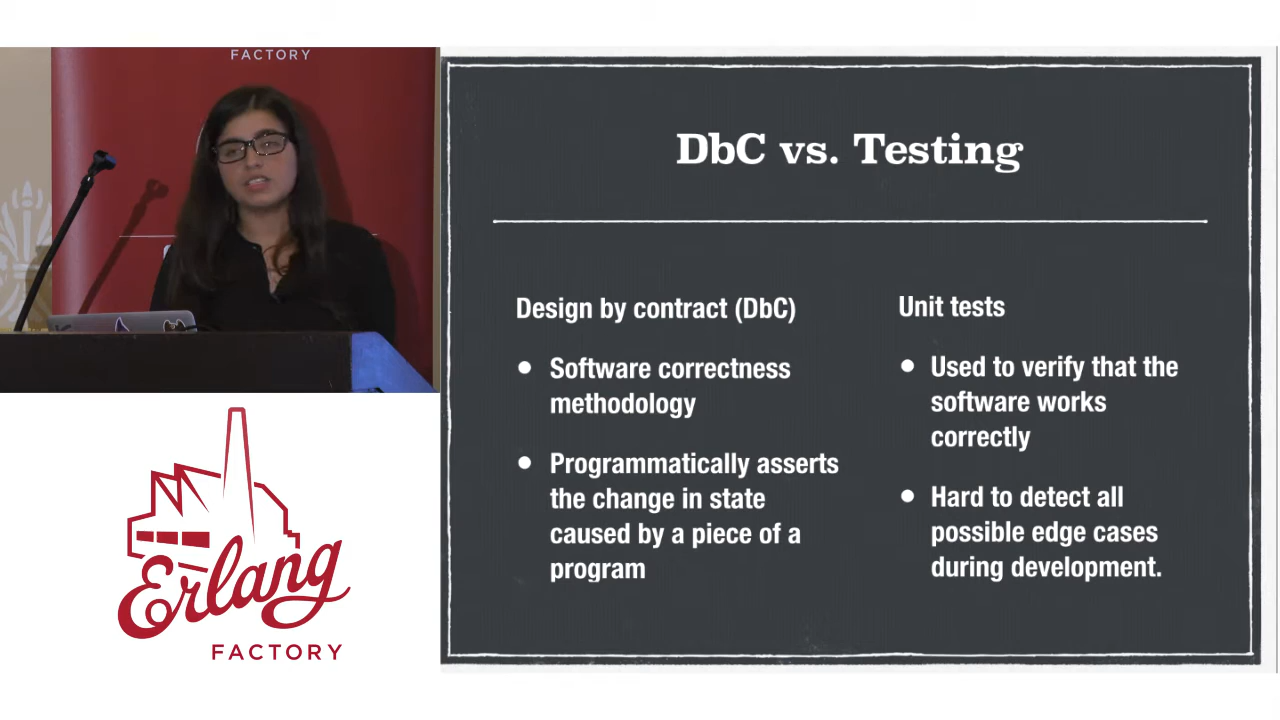 FACTORY
DbC vs. Testing
Design by contract (DbC)
• Software correctness
methodology
• Programmatically asserts
the change in state
caused by a piece of a
program
Unit tests
• Used to verify that the
software works
correctly
• Hard to detect all
possible edge cases
during development.
Erlang
FACTORY